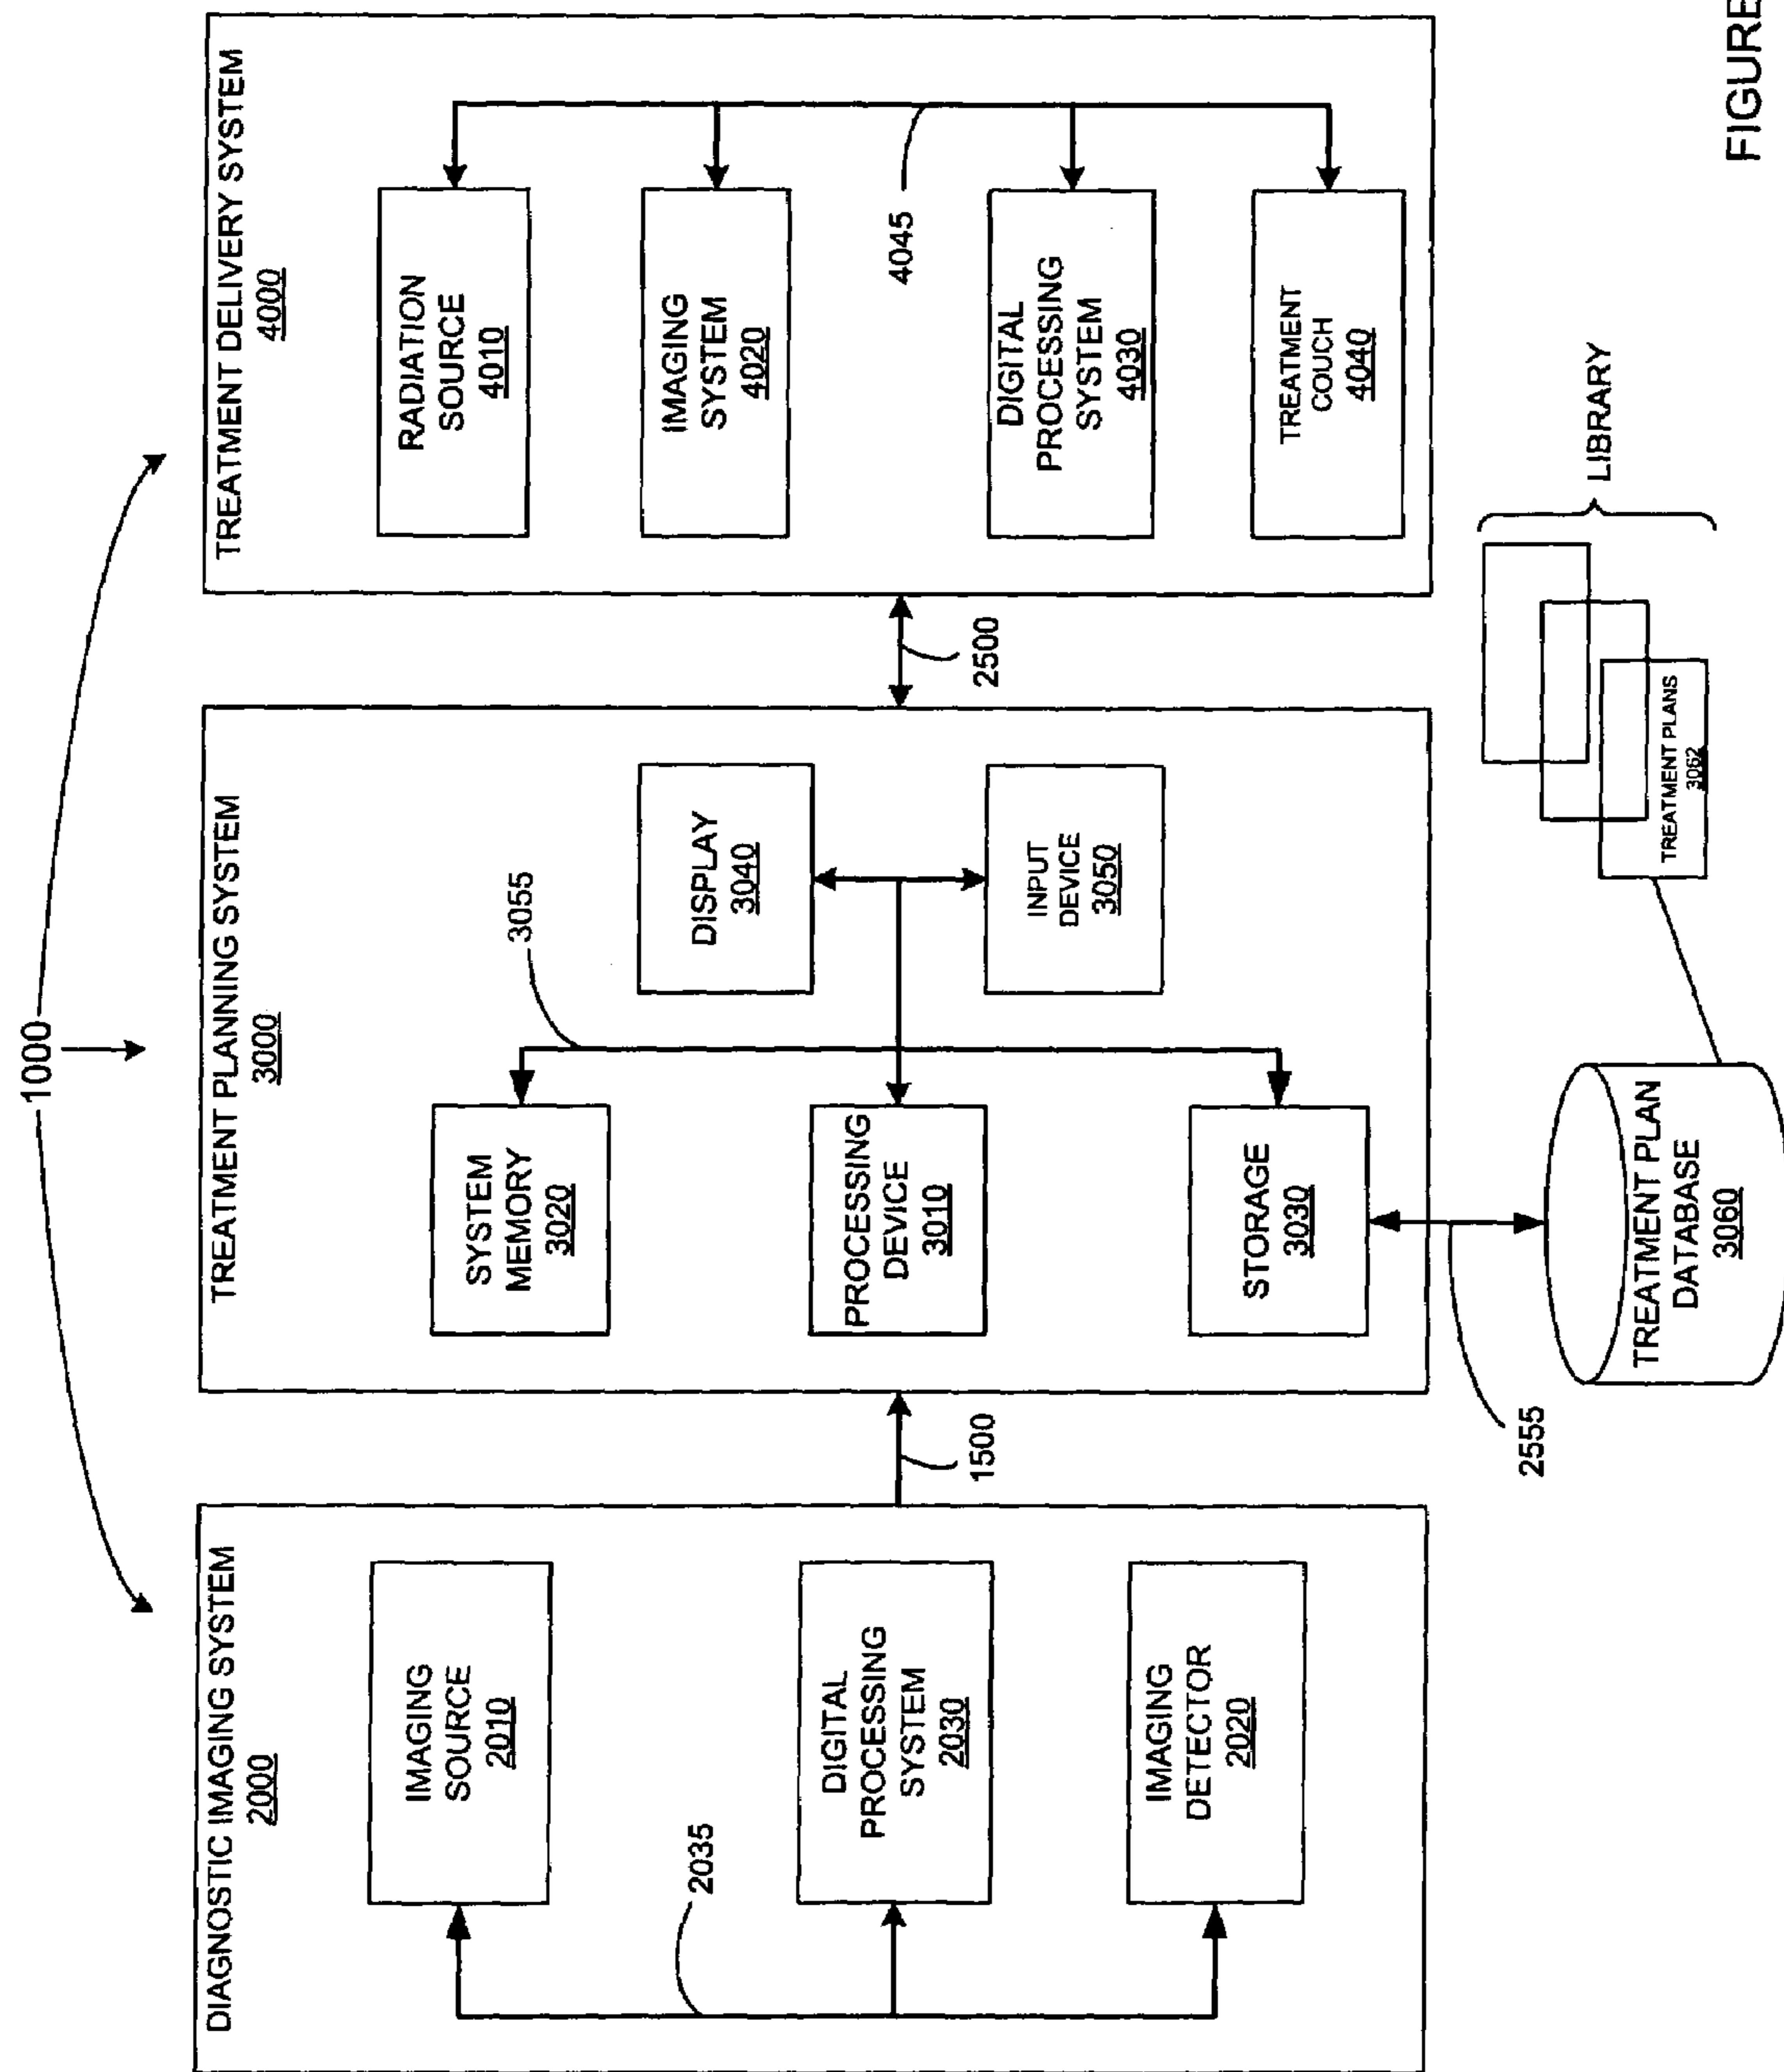 1000
DIAGNOSTIC IMAGING SYSTEM
2000
IMAGING
SOURCE
2010
DIGITAL
PROCESSING
SYSTEM
2030
IMAGING
DETECTOR
2020
2035
1500
TREATMENT PLANNING SYSTEM
3000
3055
SYSTEM
MEMORY
3020
PROCESSING
DEVICE
3010
STORAGE
3030
DISPLAY
3040
INPUT
DEVICE
3050
2555
TREATMENT PLAN
DATABASE
3060
TREATMENT PLANS
3062
LIBRARY
2500
TREATMENT DELIVERY SYSTEM
4000
RADIATION
SOURCE
4010
IMAGING
SYSTEM
4020
DIGITAL
PROCESSING
SYSTEM
4030
TREATMENT
COUCH
4040
4045
FIGURE